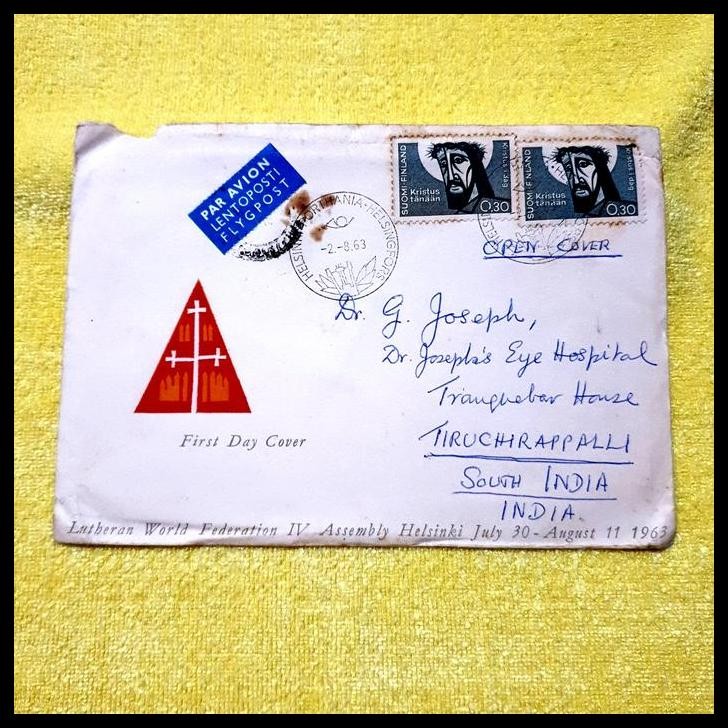 PAR AVION
LENTOPOSTI
FLYGPOST
SUOMI-FINLAND
Kristus
tänään
0,30
SUOMI-FINLAND
Kristus
tänään
0,30
HELSINKI PORTHANIA-HELSINGFORS
-2.-8.63
OPEN COVER
Dr. G. Joseph,
Dr. Joseph's Eye Hospital
Tranquebar House
TIRUCHIRAPPALLI
SOUTH INDIA
INDIA.
First Day Cover
Lutheran World Federation IV Assembly Helsinki July 30 - August 11 1963